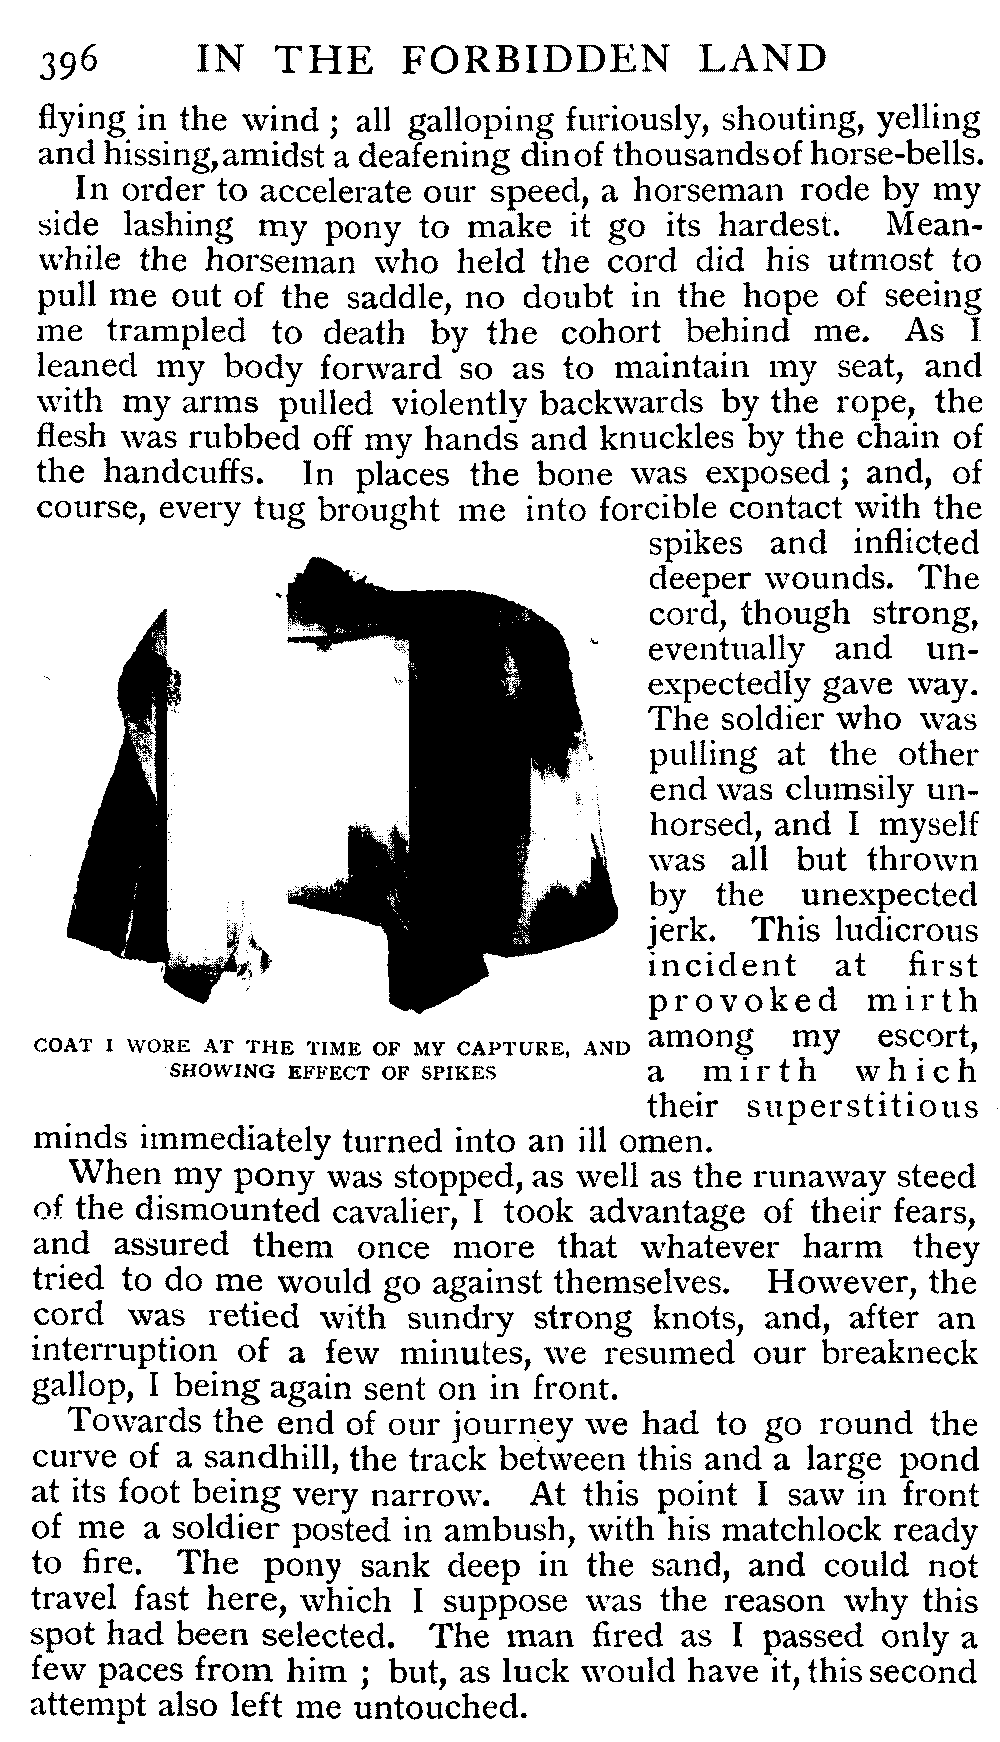 396 IN THE FORBIDDEN LAND
flying in the wind ; all galloping furiously, shouting, yelling
and hissing, amidst a deafening din of thousands of horse-bells.
In order to accelerate our speed, a horseman rode by my
side lashing my pony to make it go its hardest. Mean-
while the horseman who held the cord did his utmost to
pull me out of the saddle, no doubt in the hope of seeing
me trampled to death by the cohort behind me. As I
leaned my body forward so as to maintain my seat, and
with my arms pulled violently backwards by the rope, the
flesh was rubbed off my hands and knuckles by the chain of
the handcuffs. In places the bone was exposed ; and, of
course, every tug brought me into forcible contact with the
spikes and inflicted
deeper wounds. The
cord, though strong,
eventually and un-
expectedly gave way.
The soldier who was
pulling at the other
end was clumsily un-
horsed, and I myself
was all but thrown
by the unexpected
jerk. This ludicrous
incident at first
provoked mirth
among my escort,
a mirth which
their superstitious
COAT I WORE AT THE TIME OF MY CAPTURE, AND
SHOWING EFFECT OF SPIKES
minds immediately turned into an ill omen.
When my pony was stopped, as well as the runaway steed
of the dismounted cavalier, I took advantage of their fears,
and assured them once more that whatever harm they
tried to do me would go against themselves. However, the
cord was retied with sundry strong knots, and, after an
interruption of a few minutes, we resumed our breakneck
gallop, I being again sent on in front.
Towards the end of our journey we had to go round the
curve of a sandhill, the track between this and a large pond
at its foot being very narrow. At this point I saw in front
of me a soldier posted in ambush, with his matchlock ready
to fire. The pony sank deep in the sand, and could not
travel fast here, which I suppose was the reason why this
spot had been selected. The man fired as I passed only a
few paces from him ; but, as luck would have it, this second
attempt also left me untouched.